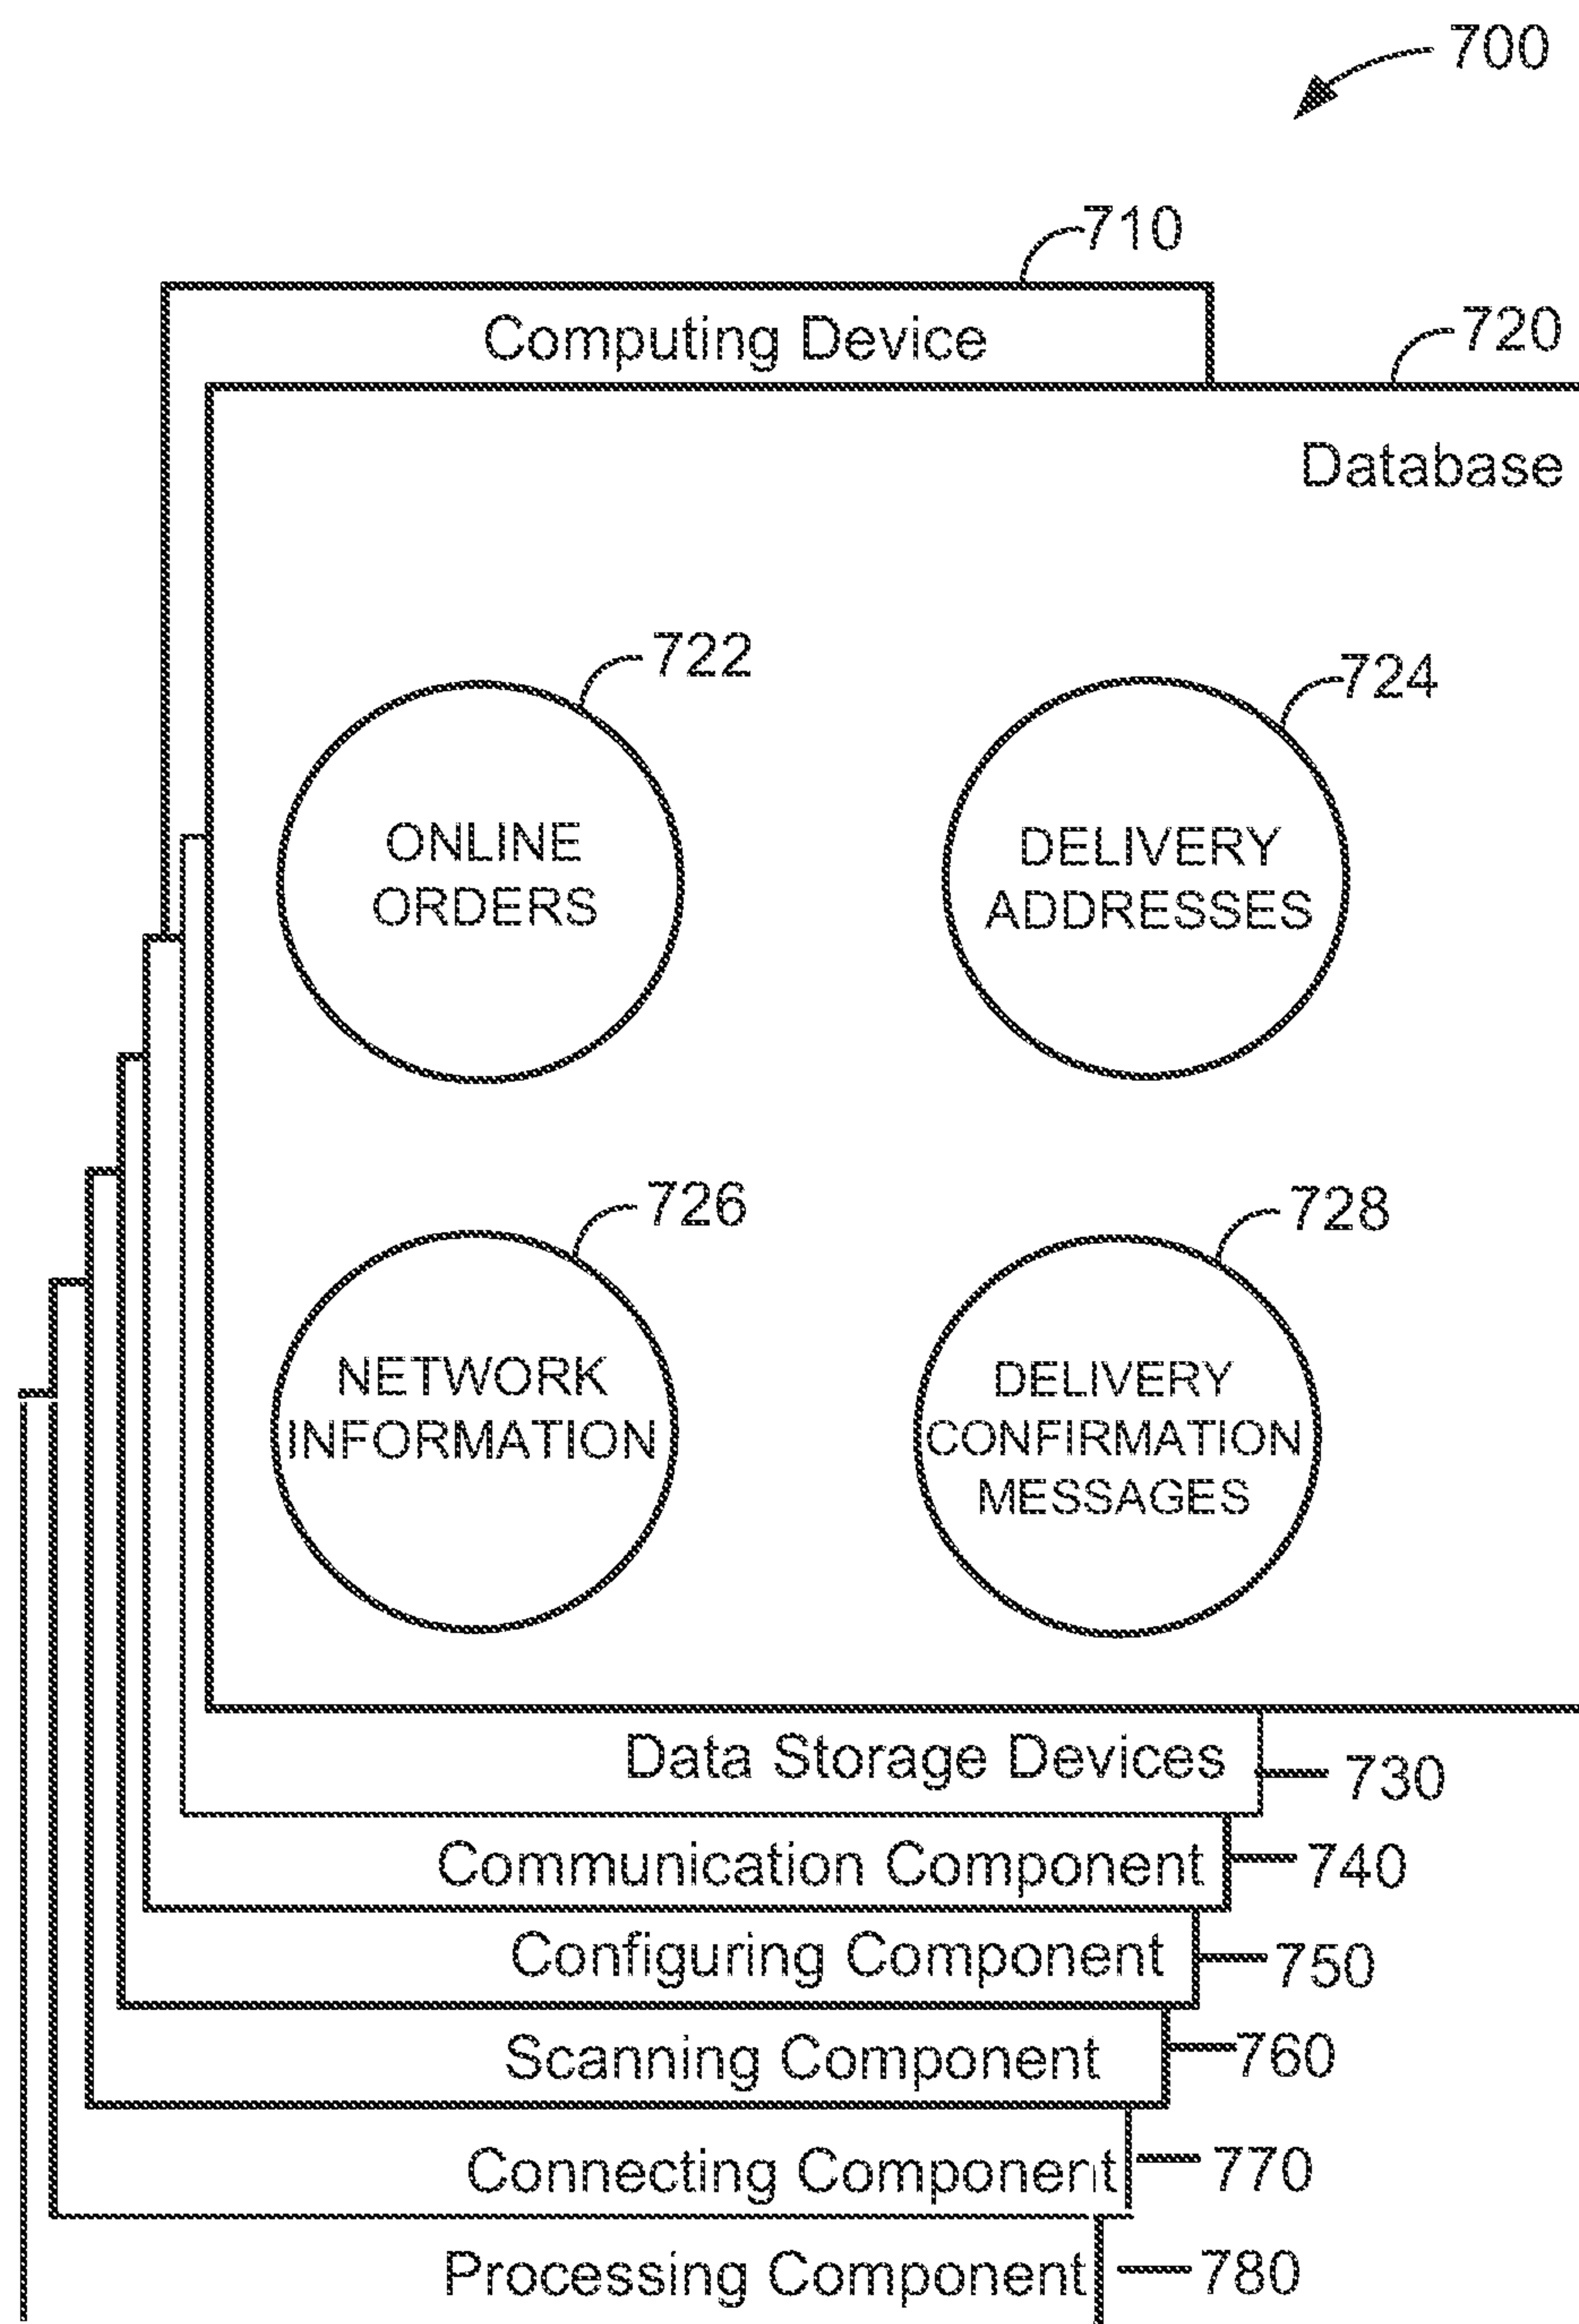 700
710
Computing Device
720
Database
722
724
ONLINE
ORDERS
DELIVERY
ADDRESSES
726
728
NETWORK
INFORMATION
DELIVERY
CONFIRMATION
MESSAGES
Data Storage Devices 730
Communication Component 740
Configuring Component 750
Scanning Component 760
Connecting Component 770
Processing Component 780